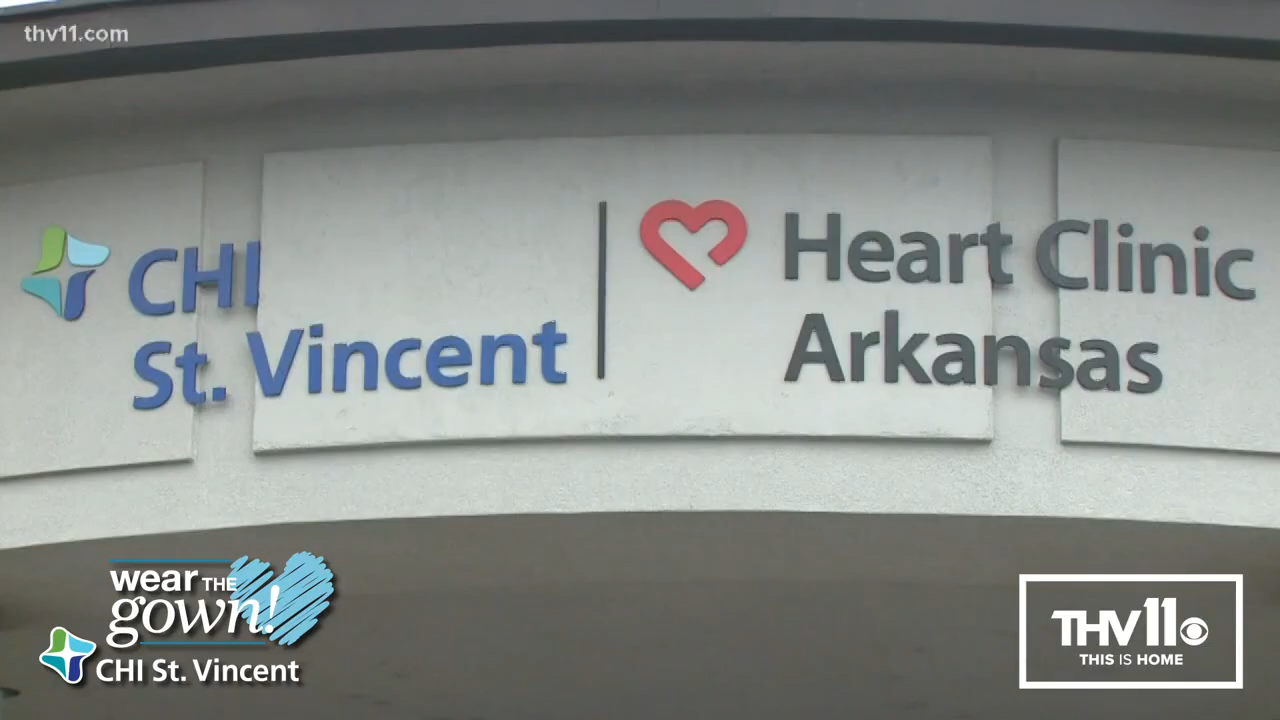 thv11.com
CHI
St. Vincent
Heart Clinic
Arkansas
wear THE
gown!
CHI St. Vincent
THV11
THIS IS HOME